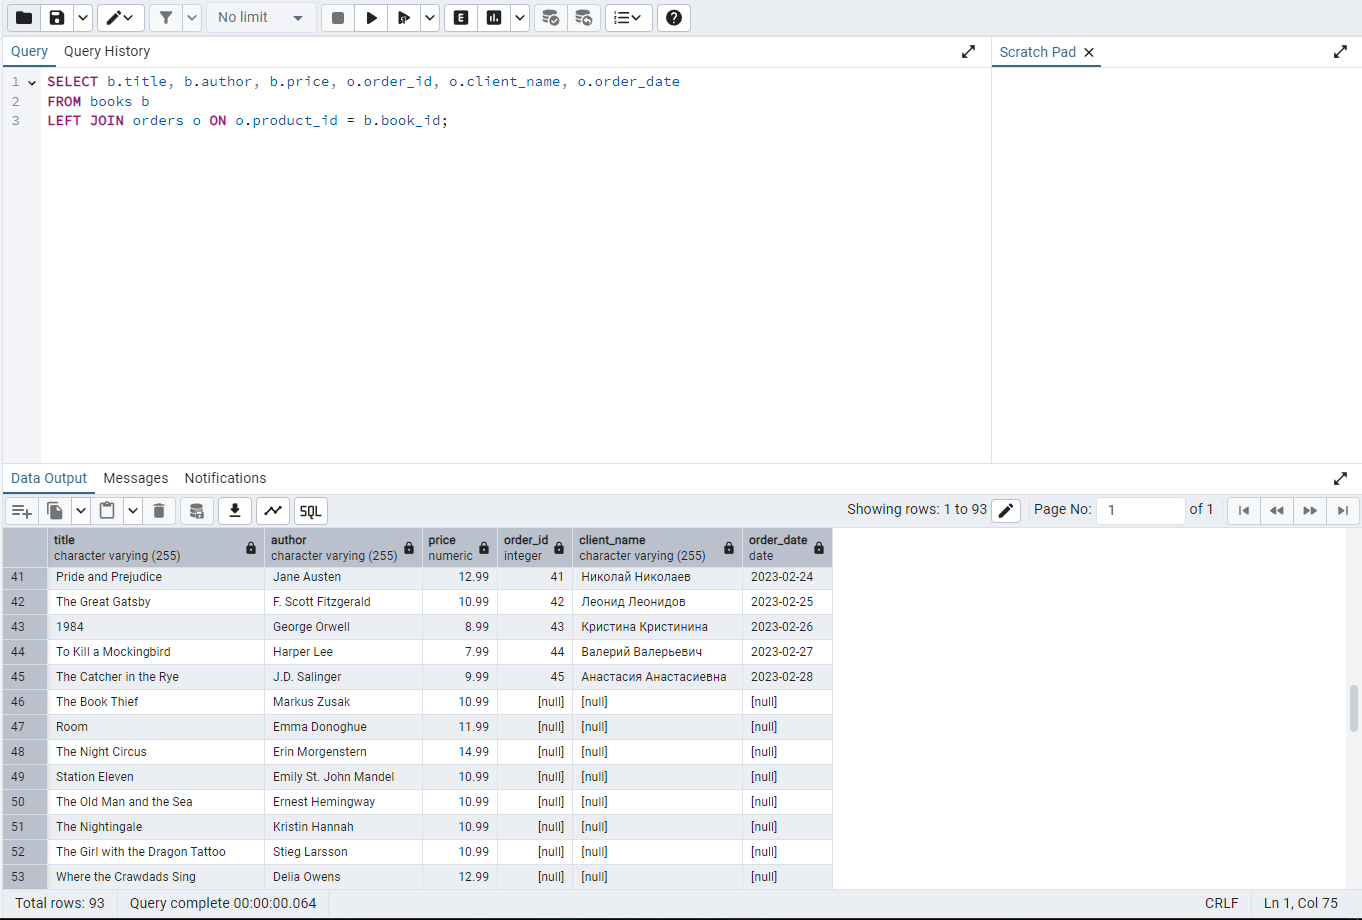 No limit
E
SQL
Query Query History
Scratch Pad
1 SELECT b.title, b.author, b.price, o.order_id, o.client_name, o.order_date
2 FROM books b
3 LEFT JOIN orders o ON o.product_id = b.book_id;
Data Output Messages Notifications
Showing rows: 1 to 93 Page No: 1 of 1
title author price order_id client_name order_date
character varying (255) character varying (255) numeric integer character varying (255) date
41 Pride and Prejudice Jane Austen 12.99 41 Николай Николаев 2023-02-24
42 The Great Gatsby F. Scott Fitzgerald 10.99 42 Леонид Леонидов 2023-02-25
43 1984 George Orwell 8.99 43 Кристина Кристинина 2023-02-26
44 To Kill a Mockingbird Harper Lee 7.99 44 Валерий Валерьевич 2023-02-27
45 The Catcher in the Rye J.D. Salinger 9.99 45 Анастасия Анастасиевна 2023-02-28
46 The Book Thief Markus Zusak 10.99 [null] [null] [null]
47 Room Emma Donoghue 11.99 [null] [null] [null]
48 The Night Circus Erin Morgenstern 14.99 [null] [null] [null]
49 Station Eleven Emily St. John Mandel 10.99 [null] [null] [null]
50 The Old Man and the Sea Ernest Hemingway 10.99 [null] [null] [null]
51 The Nightingale Kristin Hannah 10.99 [null] [null] [null]
52 The Girl with the Dragon Tattoo Stieg Larsson 10.99 [null] [null] [null]
53 Where the Crawdads Sing Delia Owens 12.99 [null] [null] [null]
Total rows: 93 Query complete 00:00:00.064 CRLF Ln 1, Col 75